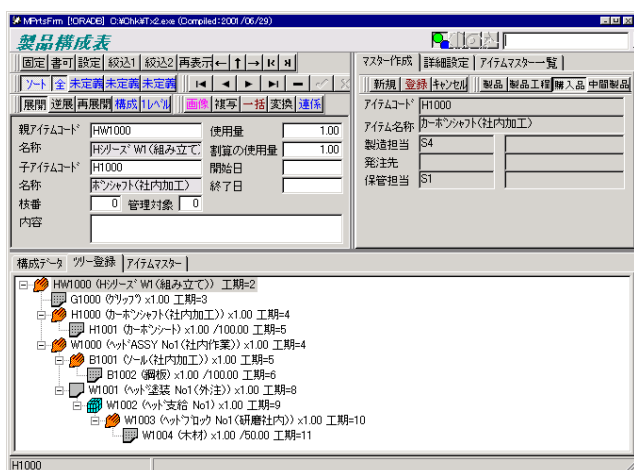 MPrtsFrm [!ORADB] C:¥Chk¥T×2.exe (Compiled:2001/06/29)
製品構成表
固定 書可 設定 絞込1 絞込2 再表示 ← ↑ →
ソート 全 未定義 未定義 未定義
展開 逆展 再展開 構成 1レベル 画像 複写 一括 変換 連係
親アイテムコード HW1000 使用量 1.00
名称 Hシリーズ W1(組み立て) 割算の使用量 1.00
子アイテムコード H1000 開始日
名称 ボンシャフト(社内加工) 終了日
枝番 0 管理対象 0
内容
マスター作成 詳細設定 アイテムマスター一覧
新規 登録 キャンセル 製品 製品工程 購入品 中間製品
アイテムコード H1000
アイテム名称 カーボンシャフト(社内加工)
製造担当 S4
発注先
保管担当 S1
構成データ ツリー登録 アイテムマスター
HW1000 (Hシリーズ W1(組み立て)) 工期=2
G1000 (グリップ) x1.00 工期=3
H1000 (カーボンシャフト(社内加工)) x1.00 工期=4
H1001 (カーボンシート) x1.00 /100.00 工期=5
W1000 (ヘッドASSY No1(社内作業)) x1.00 工期=4
B1001 (ソール(社内加工)) x1.00 工期=5
B1002 (鋼板) x1.00 /100.00 工期=6
W1001 (ヘッド塗装 No1(外注)) x1.00 工期=8
W1002 (ヘッド支給 No1) x1.00 工期=9
W1003 (ヘッドブロック No1(研磨社内)) x1.00 工期=10
W1004 (木材) x1.00 /50.00 工期=11
H1000